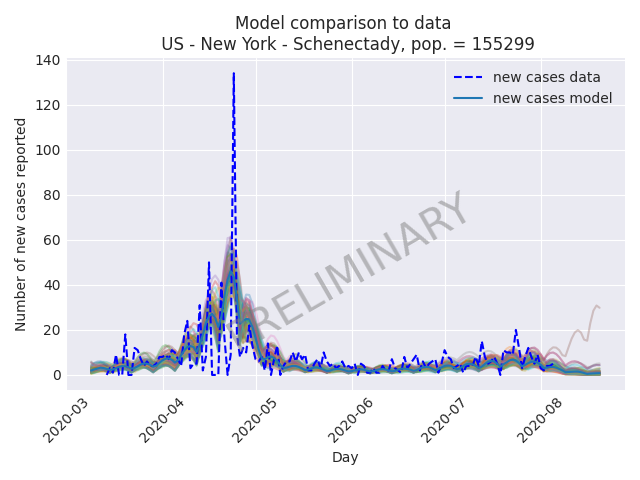 Model comparison to data
US - New York - Schenectady, pop. = 155299
140
120
100
80
60
40
20
0
Number of new cases reported
new cases data
new cases model
PRELIMINARY
2020-03
2020-04
2020-05
2020-06
2020-07
2020-08
Day